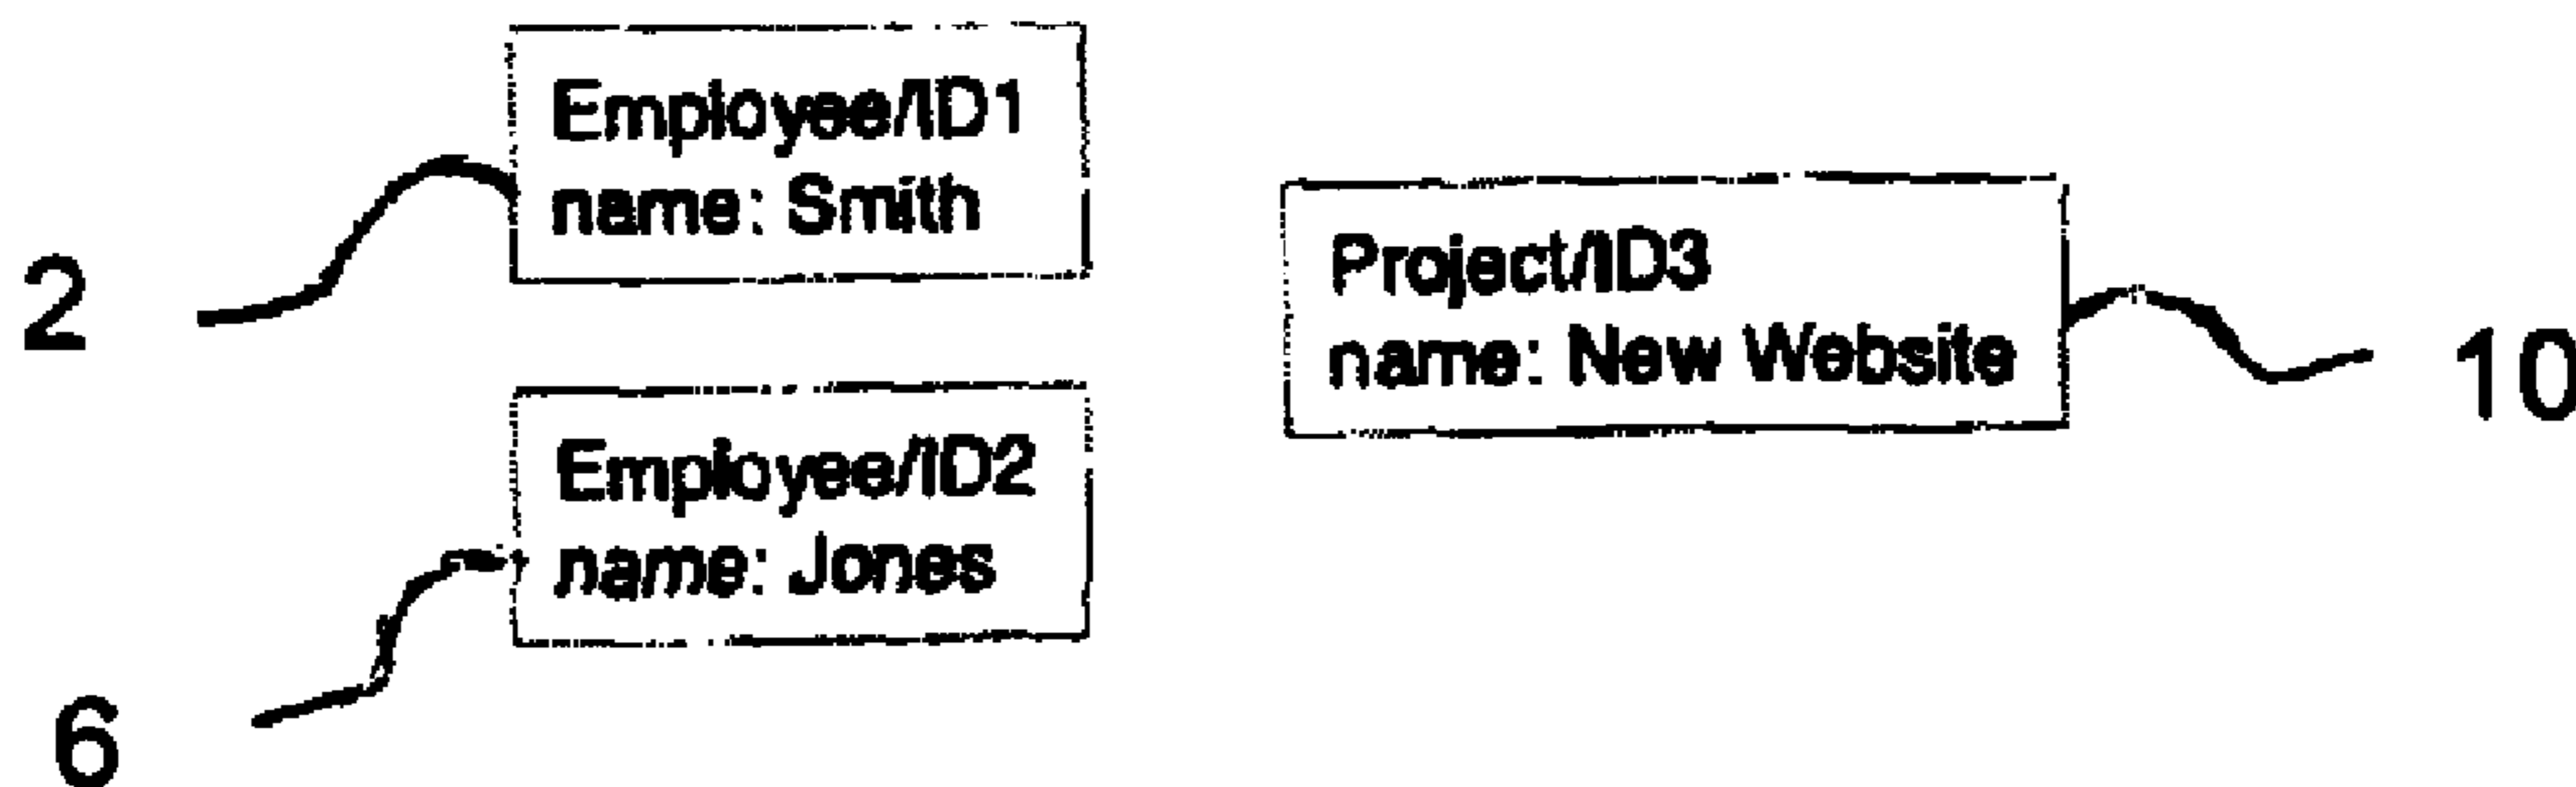 Employee/ID1
name: Smith
2
Project/ID3
name: New Website
10
Employee/ID2
name: Jones
6